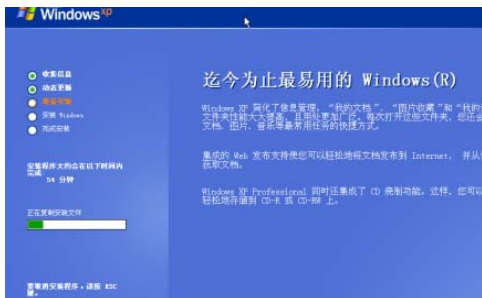 Windows xp
收集信息
动态更新
准备安装
安装 Windows
完成安装
安装程序大约会在以下时间内
完成:
54 分钟
正在复制安装文件
要取消安装程序，请按 ESC
键。
迄今为止最易用的 Windows(R)
Windows XP 简化了信息管理，“我的文档”，“图片收藏”和“我的
文件夹性能大大提高，且用处更加广泛。每次打开这些文件夹，您还会
文档、图片、音乐等最常用任务的快捷方式。
集成的 Web 发布支持使您可以轻松地将文档发布到 Internet， 并从
获取文档。
Windows XP Professional 同时还集成了 CD 烧制功能。这样，您可以
轻松地存储到 CD-R 或 CD-RW 上。